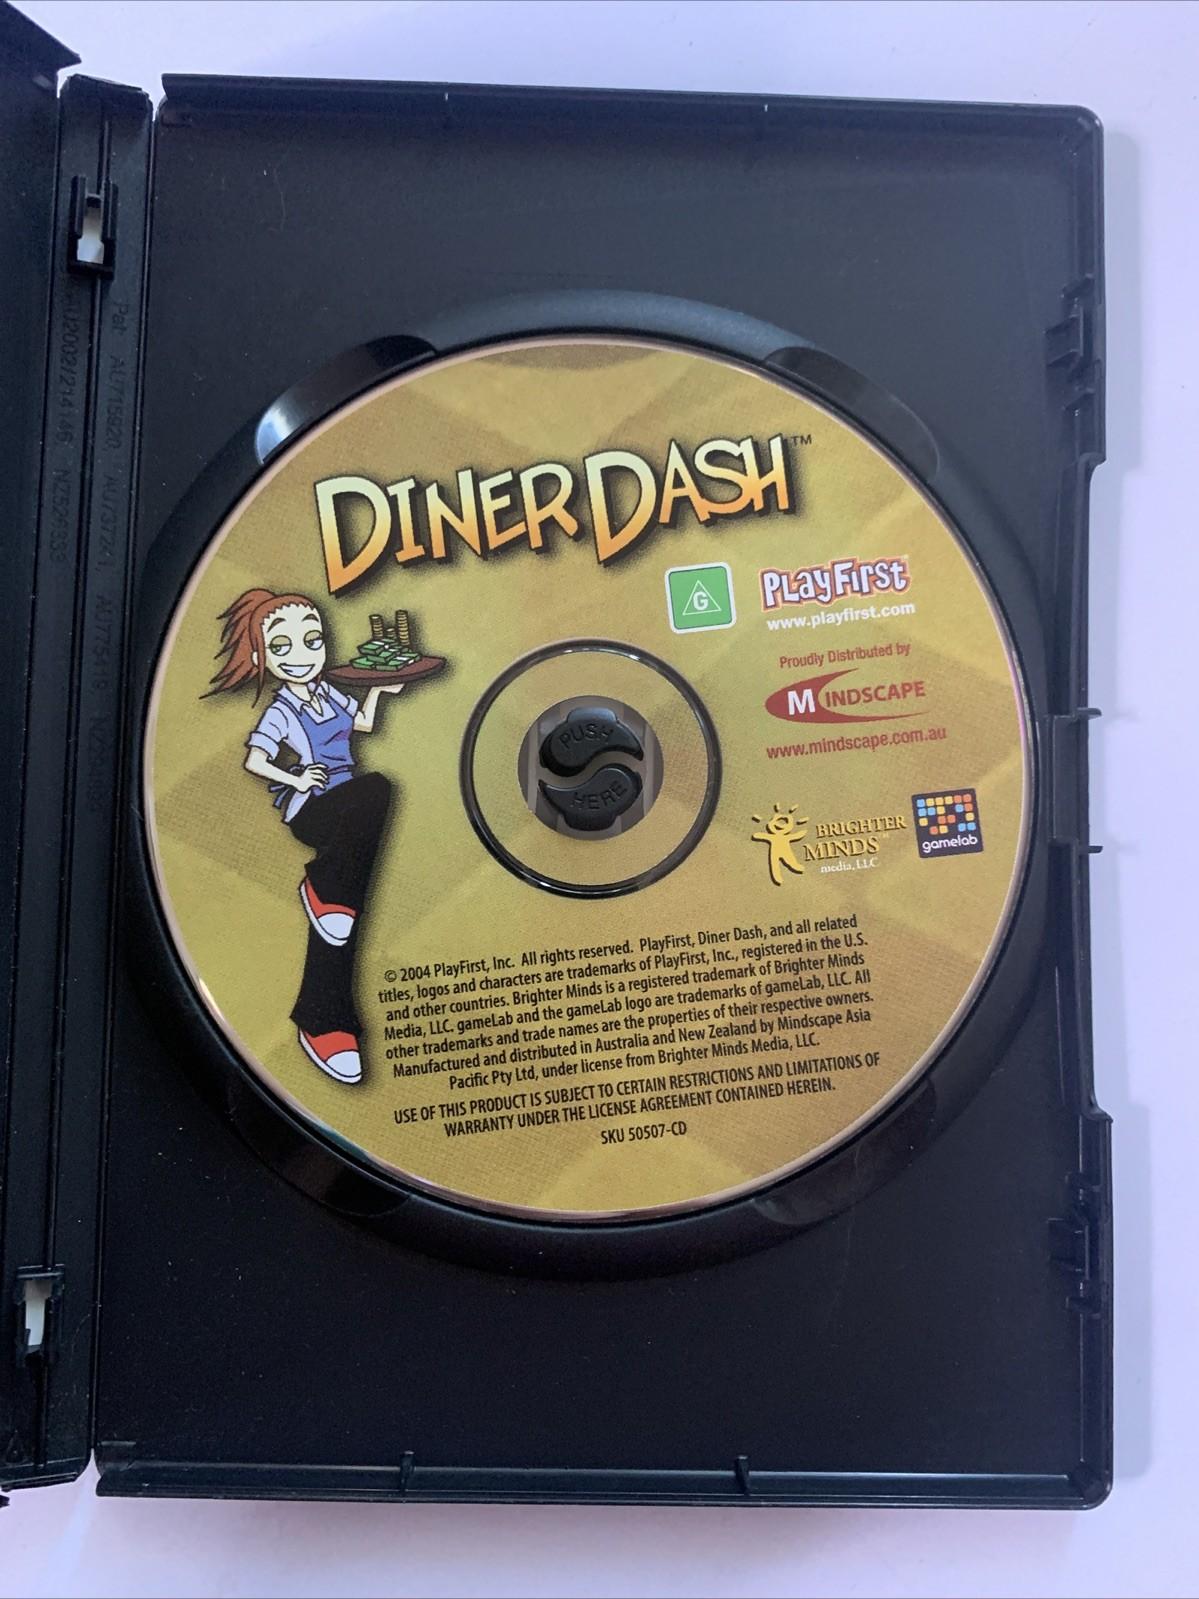 DINER DASH™
G
PLAYFIRST
www.playfirst.com
Proudly Distributed by
MINDSCAPE
www.mindscape.com.au
BRIGHTER
MINDS
media, LLC
gamelab
PUSH
HERE
© 2004 PlayFirst, Inc. All rights reserved. PlayFirst, Diner Dash, and all related
titles, logos and characters are trademarks of PlayFirst, Inc., registered in the U.S.
and other countries. Brighter Minds is a registered trademark of Brighter Minds
Media, LLC. gameLab and the gameLab logo are trademarks of gameLab, LLC. All
other trademarks and trade names are the properties of their respective owners.
Manufactured and distributed in Australia and New Zealand by Mindscape Asia
Pacific Pty Ltd, under license from Brighter Minds Media, LLC.
USE OF THIS PRODUCT IS SUBJECT TO CERTAIN RESTRICTIONS AND LIMITATIONS OF
WARRANTY UNDER THE LICENSE AGREEMENT CONTAINED HEREIN.
SKU 50507-CD
Pat AU715920
NZ526333